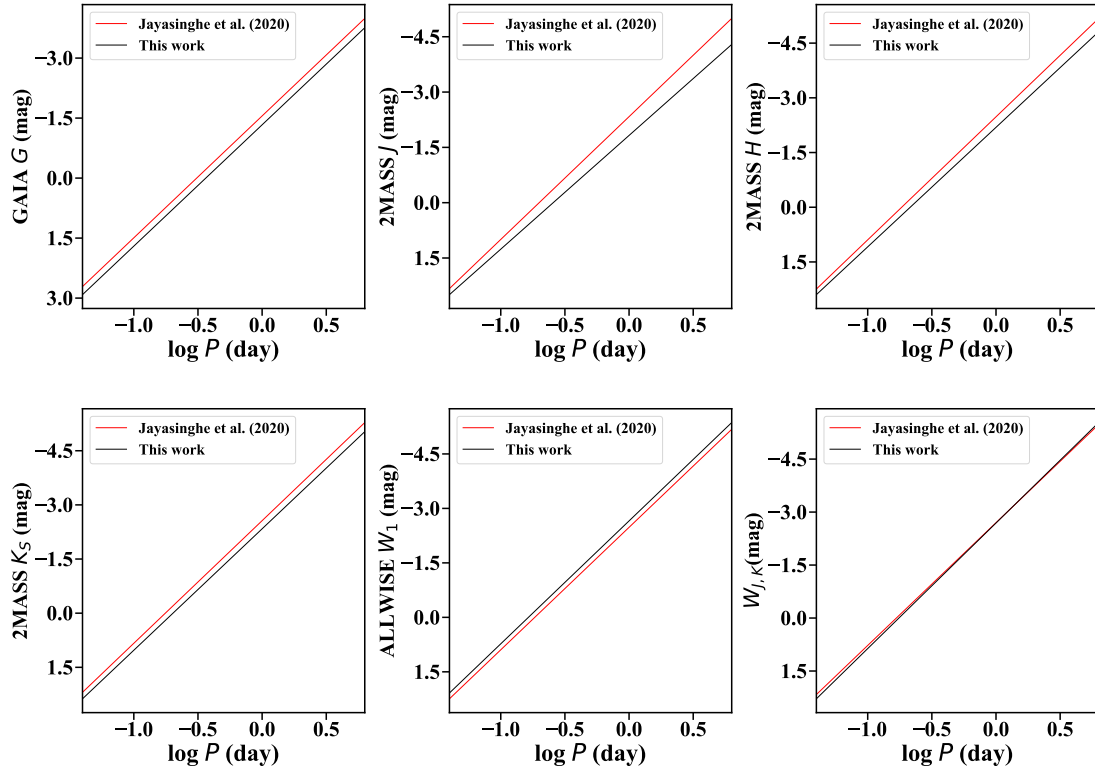 Jayasinghe et al. (2020)
This work
GAIA G (mag)
−3.0
−1.5
0.0
1.5
3.0
−1.0
−0.5
0.0
0.5
log P (day)
Jayasinghe et al. (2020)
This work
2MASS J (mag)
−4.5
−3.0
−1.5
0.0
1.5
−1.0
−0.5
0.0
0.5
log P (day)
Jayasinghe et al. (2020)
This work
2MASS H (mag)
−4.5
−3.0
−1.5
0.0
1.5
−1.0
−0.5
0.0
0.5
log P (day)
Jayasinghe et al. (2020)
This work
2MASS K_S (mag)
−4.5
−3.0
−1.5
0.0
1.5
−1.0
−0.5
0.0
0.5
log P (day)
Jayasinghe et al. (2020)
This work
ALLWISE W_1 (mag)
−4.5
−3.0
−1.5
0.0
1.5
−1.0
−0.5
0.0
0.5
log P (day)
Jayasinghe et al. (2020)
This work
W_{J,K}(mag)
−4.5
−3.0
−1.5
0.0
1.5
−1.0
−0.5
0.0
0.5
log P (day)